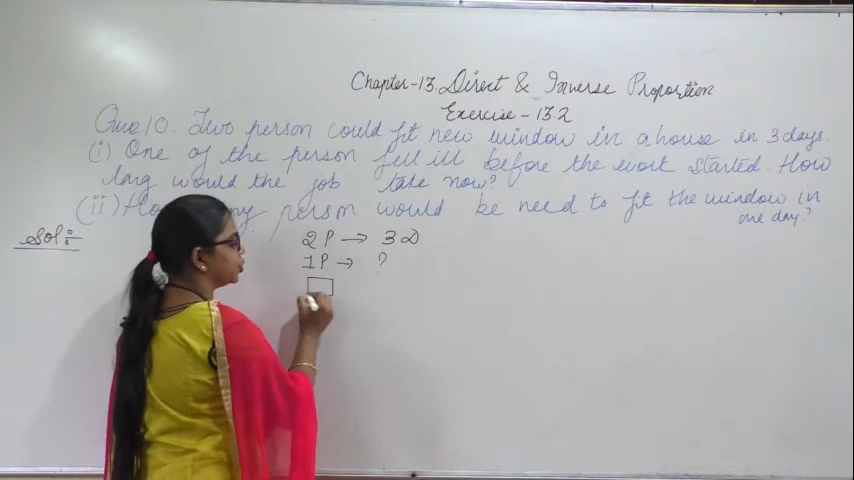 Chapter-13. Direct & Inverse Proportion
Exercise - 13.2
Ques10. Two person could fit new window in a house in 3 days.
(i) One of the person fell ill before the work started. How
long would the job take now?
(ii) person would be need to fit the window in
one day?
Sol:
2P → 3D
1P → ?